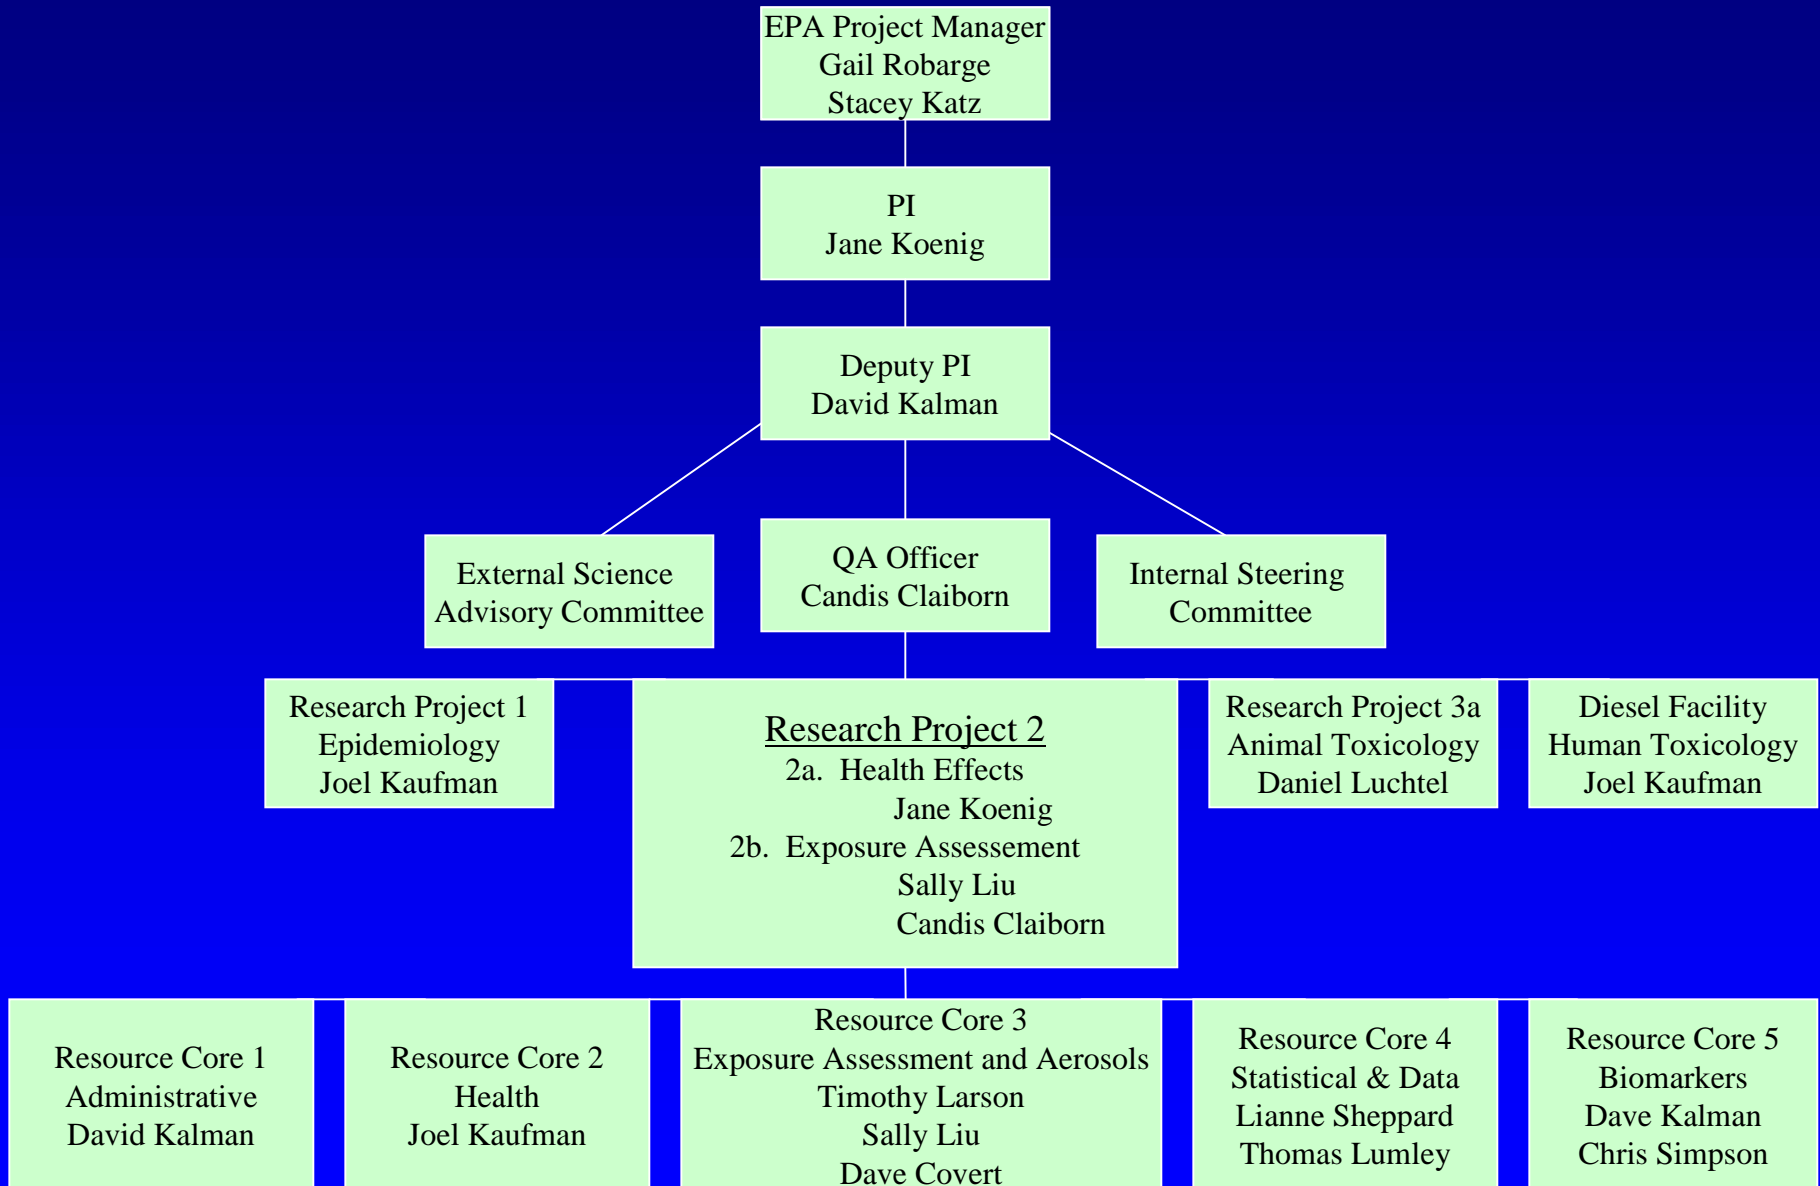 EPA Project Manager
Gail Robarge
Stacey Katz
PI
Jane Koenig
Deputy PI
David Kalman
External Science
Advisory Committee
QA Officer
Candis Claiborn
Internal Steering
Committee
Research Project 1
Epidemiology
Joel Kaufman
Research Project 2
2a. Health Effects
Jane Koenig
2b. Exposure Assessement
Sally Liu
Candis Claiborn
Research Project 3a
Animal Toxicology
Daniel Luchtel
Diesel Facility
Human Toxicology
Joel Kaufman
Resource Core 1
Administrative
David Kalman
Resource Core 2
Health
Joel Kaufman
Resource Core 3
Exposure Assessment and Aerosols
Timothy Larson
Sally Liu
Dave Covert
Resource Core 4
Statistical & Data
Lianne Sheppard
Thomas Lumley
Resource Core 5
Biomarkers
Dave Kalman
Chris Simpson